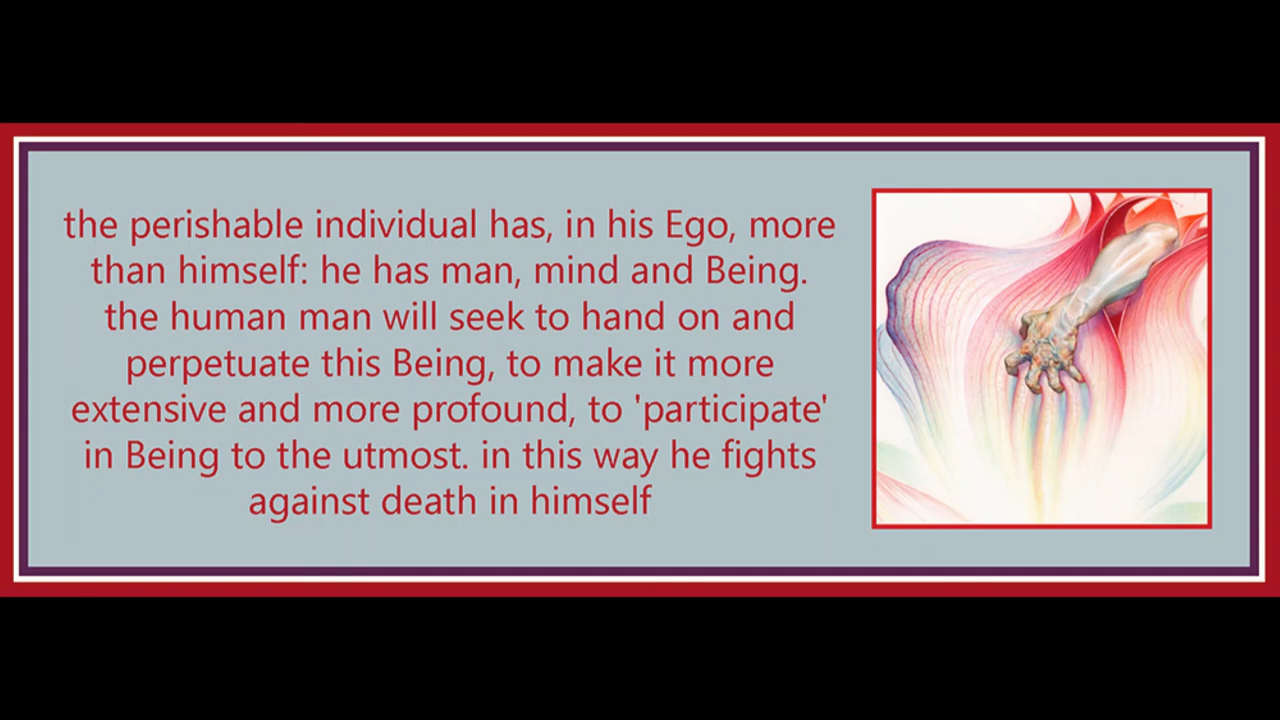 the perishable individual has, in his Ego, more
than himself: he has man, mind and Being.
the human man will seek to hand on and
perpetuate this Being, to make it more
extensive and more profound, to 'participate'
in Being to the utmost. in this way he fights
against death in himself